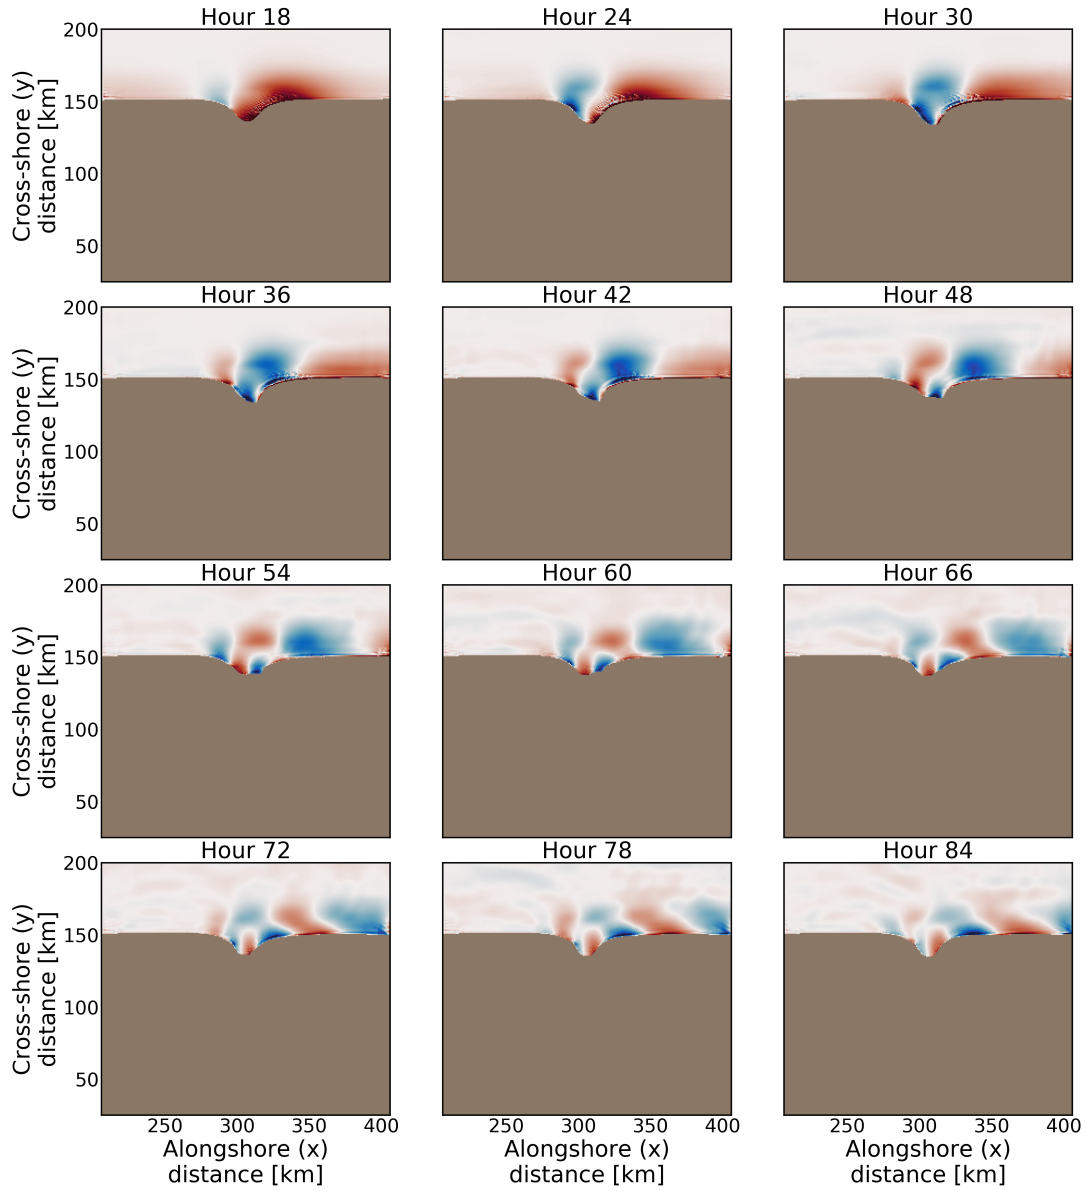 Hour 18
Hour 24
Hour 30
200
150
100
50
Cross-shore (y)
distance [km]
Hour 36
Hour 42
Hour 48
200
150
100
50
Cross-shore (y)
distance [km]
Hour 54
Hour 60
Hour 66
200
150
100
50
Cross-shore (y)
distance [km]
Hour 72
Hour 78
Hour 84
200
150
100
50
Cross-shore (y)
distance [km]
250 300 350 400
250 300 350 400
250 300 350 400
Alongshore (x)
distance [km]
Alongshore (x)
distance [km]
Alongshore (x)
distance [km]